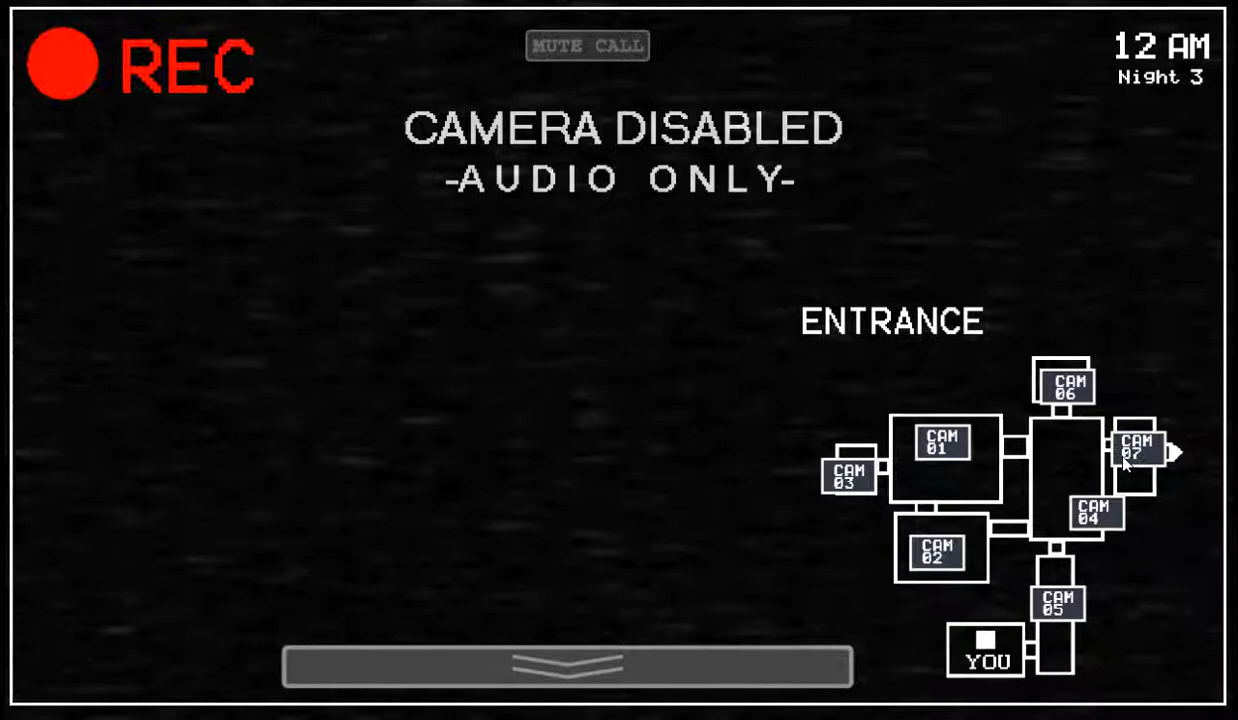 REC
MUTE CALL
12 AM
Night 3
CAMERA DISABLED
-AUDIO ONLY-
ENTRANCE
CAM
06
CAM
01
CAM
07
CAM
03
CAM
04
CAM
02
CAM
05
YOU